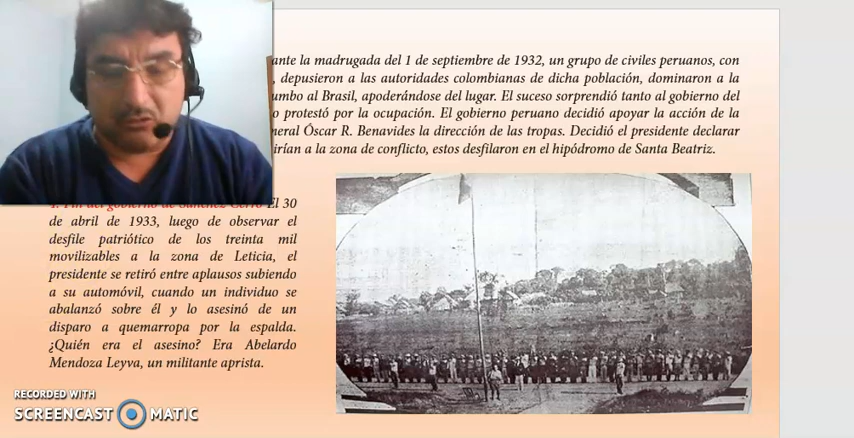 ante la madrugada del 1 de septiembre de 1932, un grupo de civiles peruanos, con
, depusieron a las autoridades colombianas de dicha población, dominaron a la
umbo al Brasil, apoderándose del lugar. El suceso sorprendió tanto al gobierno del
o protestó por la ocupación. El gobierno peruano decidió apoyar la acción de la
neral Óscar R. Benavides la dirección de las tropas. Decidió el presidente declarar
irían a la zona de conflicto, estos desfilaron en el hipódromo de Santa Beatriz.
1. Fin del gobierno de Sánchez Cerro El 30
de abril de 1933, luego de observar el
desfile patriótico de los treinta mil
movilizables a la zona de Leticia, el
presidente se retiró entre aplausos subiendo
a su automóvil, cuando un individuo se
abalanzó sobre él y lo asesinó de un
disparo a quemarropa por la espalda.
¿Quién era el asesino? Era Abelardo
Mendoza Leyva, un militante aprista.
RECORDED WITH
SCREENCAST MATIC